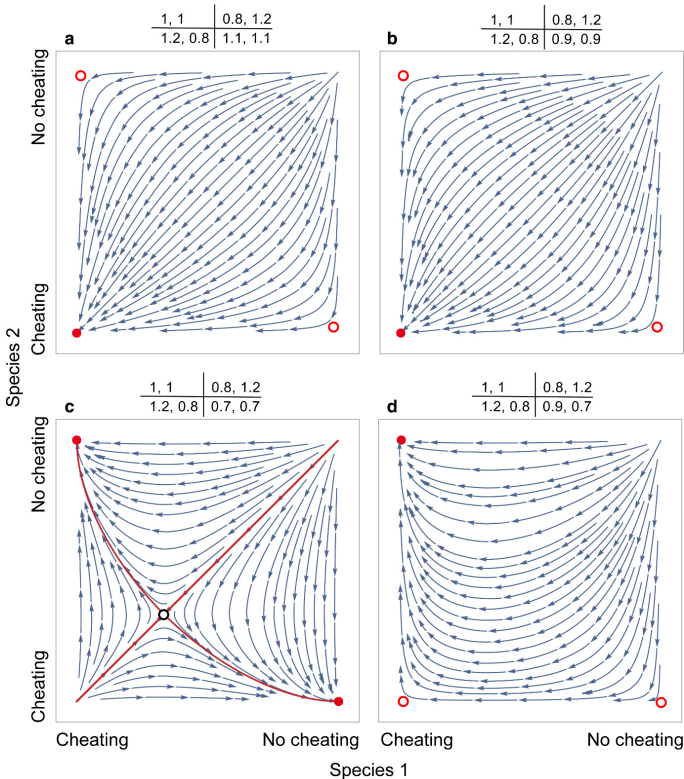 1, 1 0.8, 1.2
1.2, 0.8 1.1, 1.1
a
1, 1 0.8, 1.2
1.2, 0.8 0.9, 0.9
b
No cheating
Cheating
Species 2
1, 1 0.8, 1.2
1.2, 0.8 0.7, 0.7
c
1, 1 0.8, 1.2
1.2, 0.8 0.9, 0.7
d
No cheating
Cheating
Cheating No cheating
Cheating No cheating
Species 1